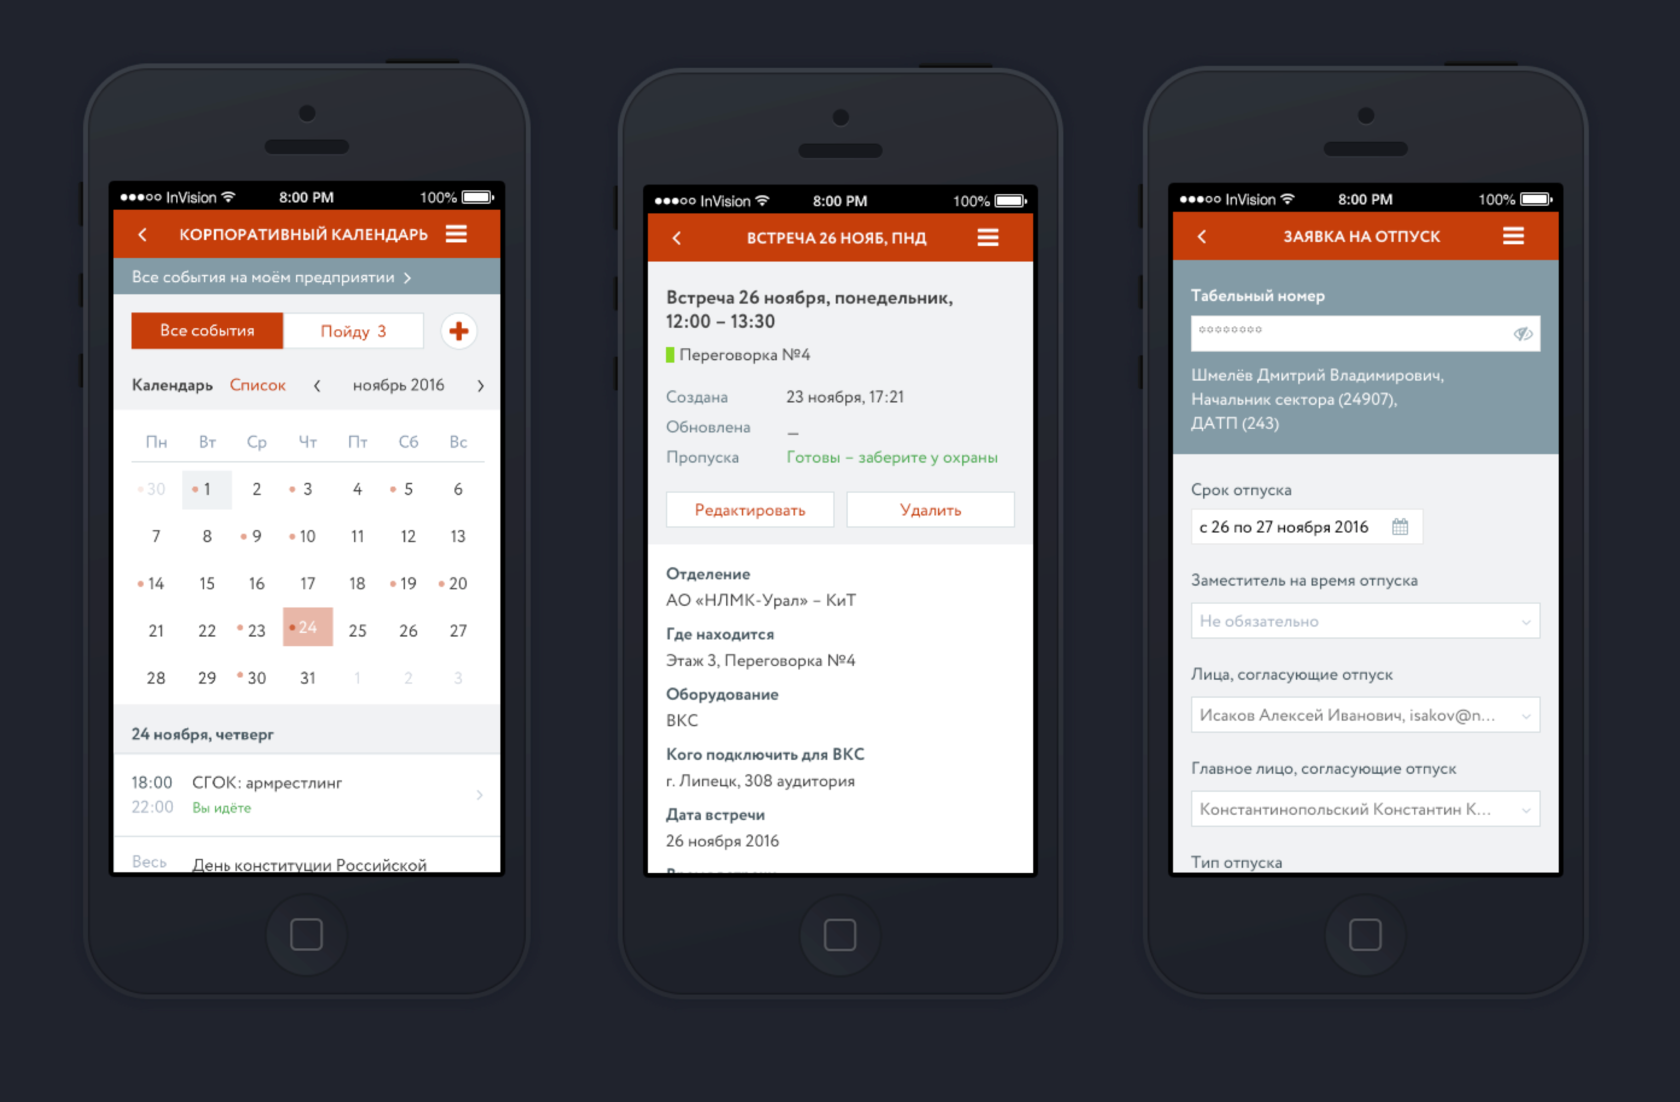 InVision 8:00 PM 100%
КОРПОРАТИВНЫЙ КАЛЕНДАРЬ
Все события на моём предприятии
Все события Пойду 3
Календарь Список ноябрь 2016
Пн Вт Ср Чт Пт Сб Вс
30 1 2 3 4 5 6
7 8 9 10 11 12 13
14 15 16 17 18 19 20
21 22 23 24 25 26 27
28 29 30 31 1 2 3
24 ноября, четверг
18:00 СГОК: армрестлинг
22:00 Вы идёте
Весь День конституции Российской
InVision 8:00 PM 100%
ВСТРЕЧА 26 НОЯБ, ПНД
Встреча 26 ноября, понедельник,
12:00 – 13:30
Переговорка №4
Создана 23 ноября, 17:21
Обновлена _
Пропуска Готовы – заберите у охраны
Редактировать Удалить
Отделение
АО «НЛМК-Урал» – КиТ
Где находится
Этаж 3, Переговорка №4
Оборудование
ВКС
Кого подключить для ВКС
г. Липецк, 308 аудитория
Дата встречи
26 ноября 2016
InVision 8:00 PM 100%
ЗАЯВКА НА ОТПУСК
Табельный номер
Шмелёв Дмитрий Владимирович,
Начальник сектора (24907),
ДАТП (243)
Срок отпуска
с 26 по 27 ноября 2016
Заместитель на время отпуска
Не обязательно
Лица, согласующие отпуск
Исаков Алексей Иванович, isakov@n...
Главное лицо, согласующие отпуск
Константинопольский Константин К...
Тип отпуска